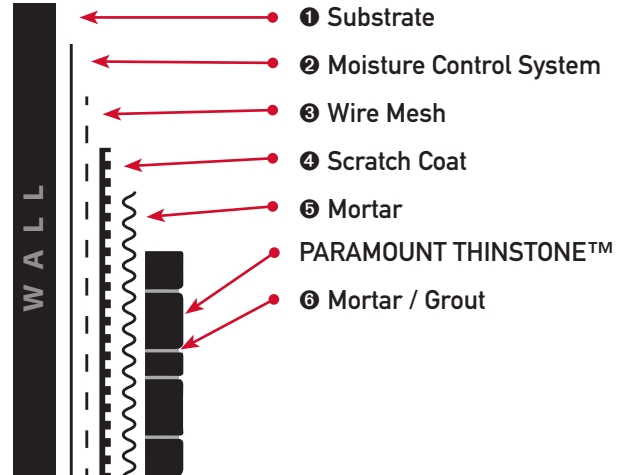 ❶ Substrate
❷ Moisture Control System
❸ Wire Mesh
❹ Scratch Coat
❺ Mortar
PARAMOUNT THINSTONE™
❻ Mortar / Grout
WALL